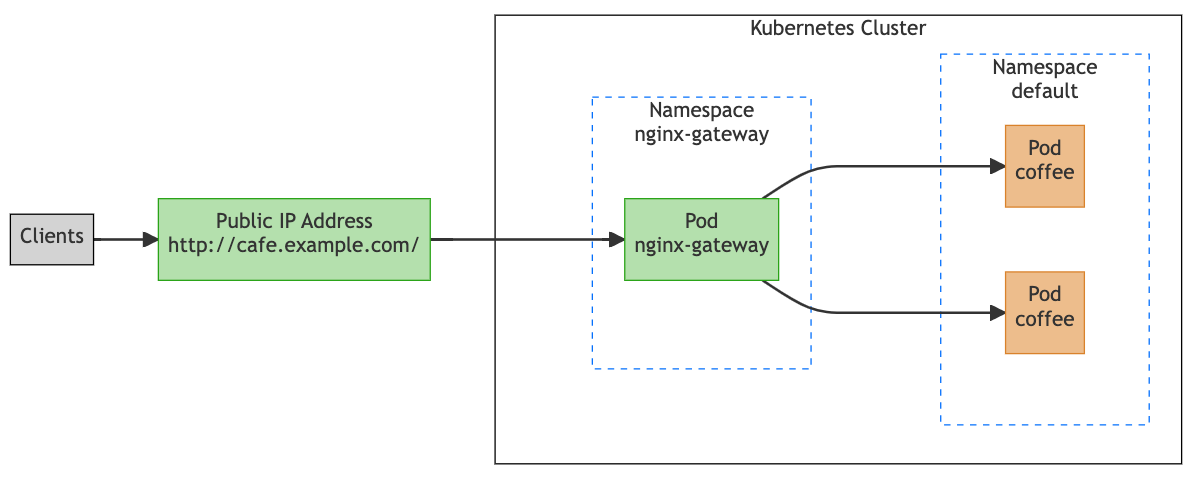 Kubernetes Cluster
Namespace
default
Namespace
nginx-gateway
Pod
coffee
Clients
Public IP Address
http://cafe.example.com/
Pod
nginx-gateway
Pod
coffee